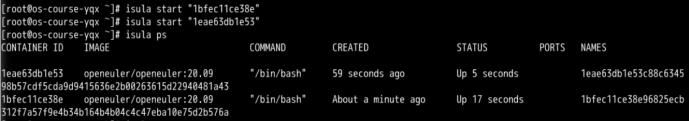 [root@os-course-yqx ~]# isula start "1bfec11ce38e"
[root@os-course-yqx ~]# isula start "1eae63db1e53"
[root@os-course-yqx ~]# isula ps
CONTAINER ID IMAGE COMMAND CREATED STATUS PORTS NAMES
1eae63db1e53 openeuler/openeuler:20.09 "/bin/bash" 59 seconds ago Up 5 seconds 1eae63db1e53c88c6345
98b57cdf5cda9d9415636e2b00263615d22940481a43
1bfec11ce38e openeuler/openeuler:20.09 "/bin/bash" About a minute ago Up 17 seconds 1bfec11ce38e96825ecb
312f7a57f9e4b34b164b4b04c4c47eba10e75d2b576a